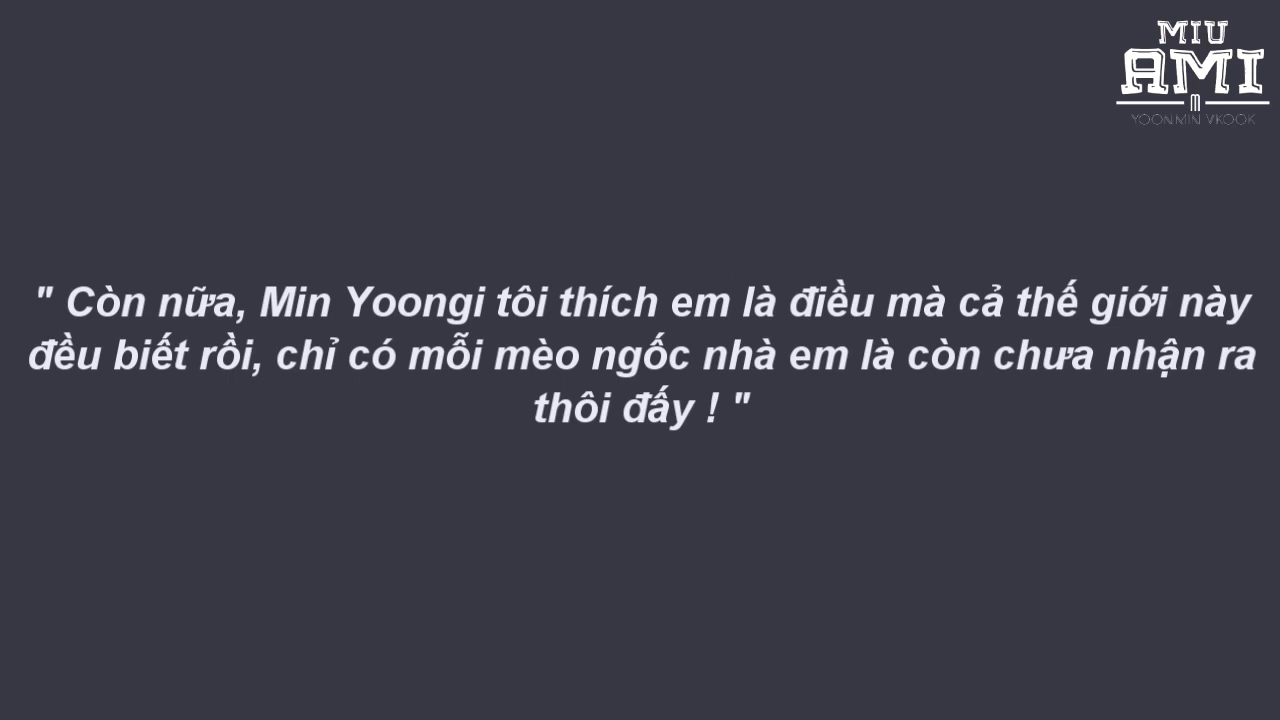 MIU
AMI
M
YOONMIN VKOOK
" Còn nữa, Min Yoongi tôi thích em là điều mà cả thế giới này
đều biết rồi, chỉ có mỗi mèo ngốc nhà em là còn chưa nhận ra
thôi đấy ! "